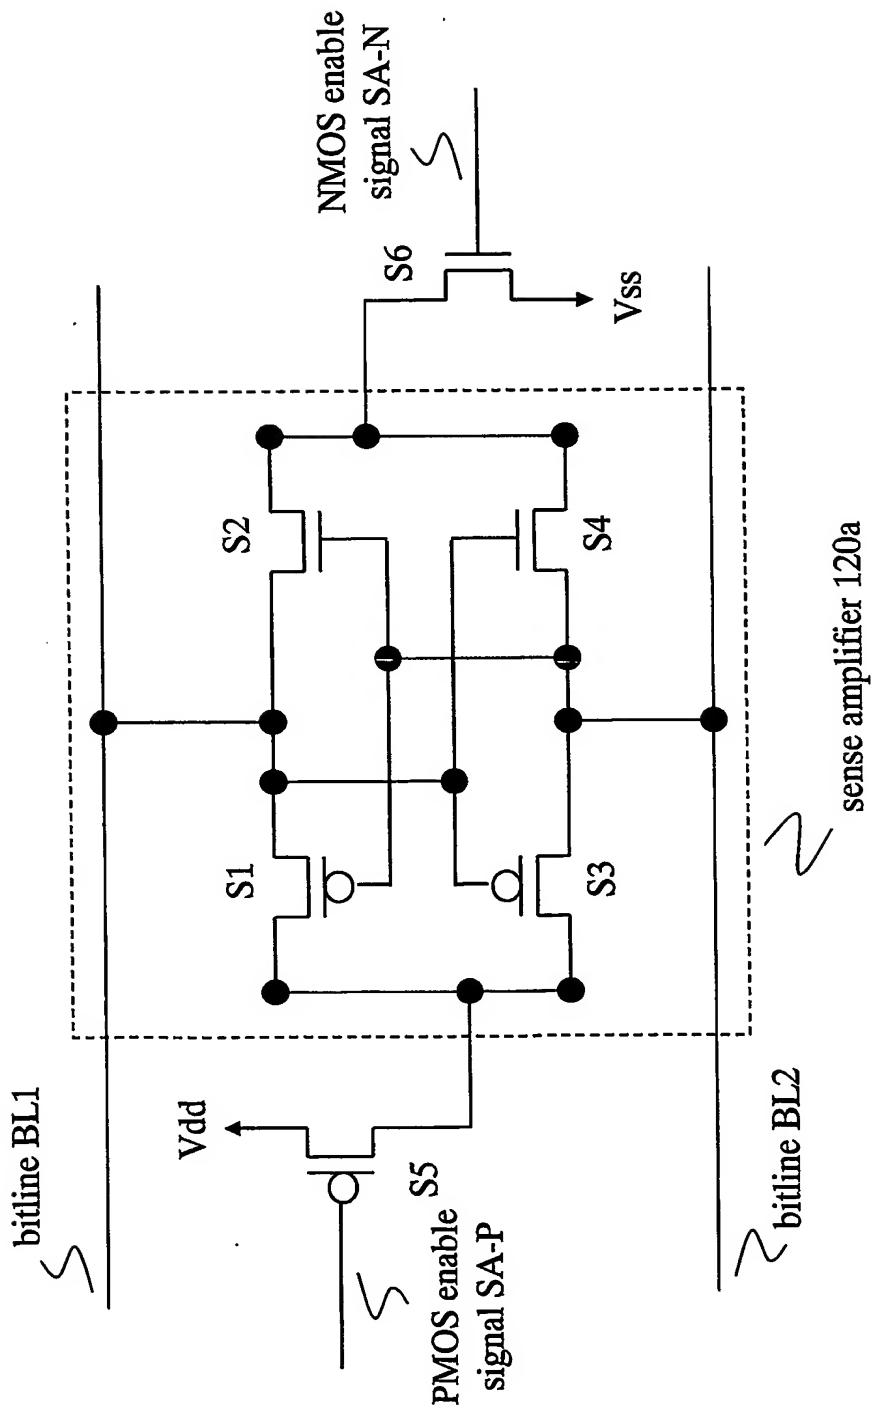 bitline BL1
Vdd
PMOS enable
signal SA-P
S5
S1
S2
S3
S4
S6
NMOS enable
signal SA-N
Vss
bitline BL2
sense amplifier 120a